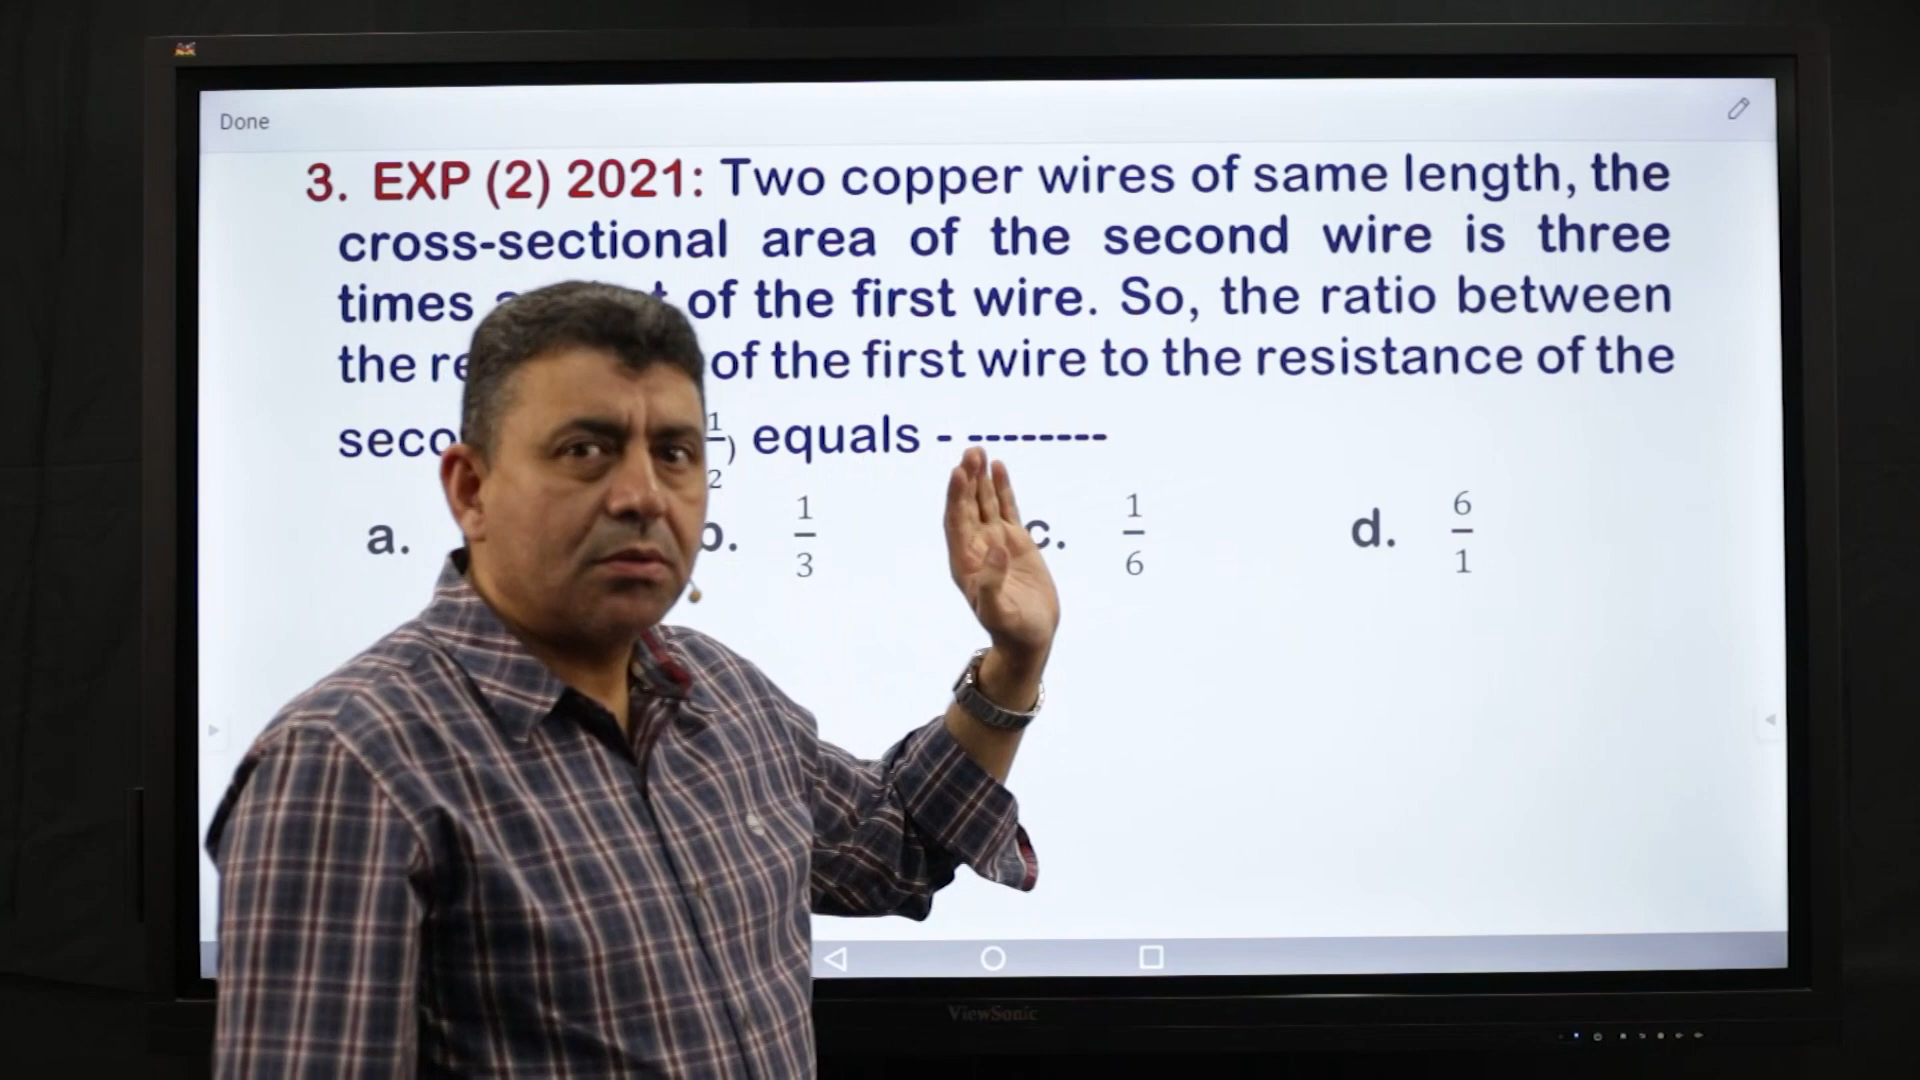 Done
3. EXP (2) 2021: Two copper wires of same length, the
cross-sectional area of the second wire is three
times of the first wire. So, the ratio between
the of the first wire to the resistance of the
1
2 ) equals - --------
a. b. 1/3 c. 1/6 d. 6/1
ViewSonic